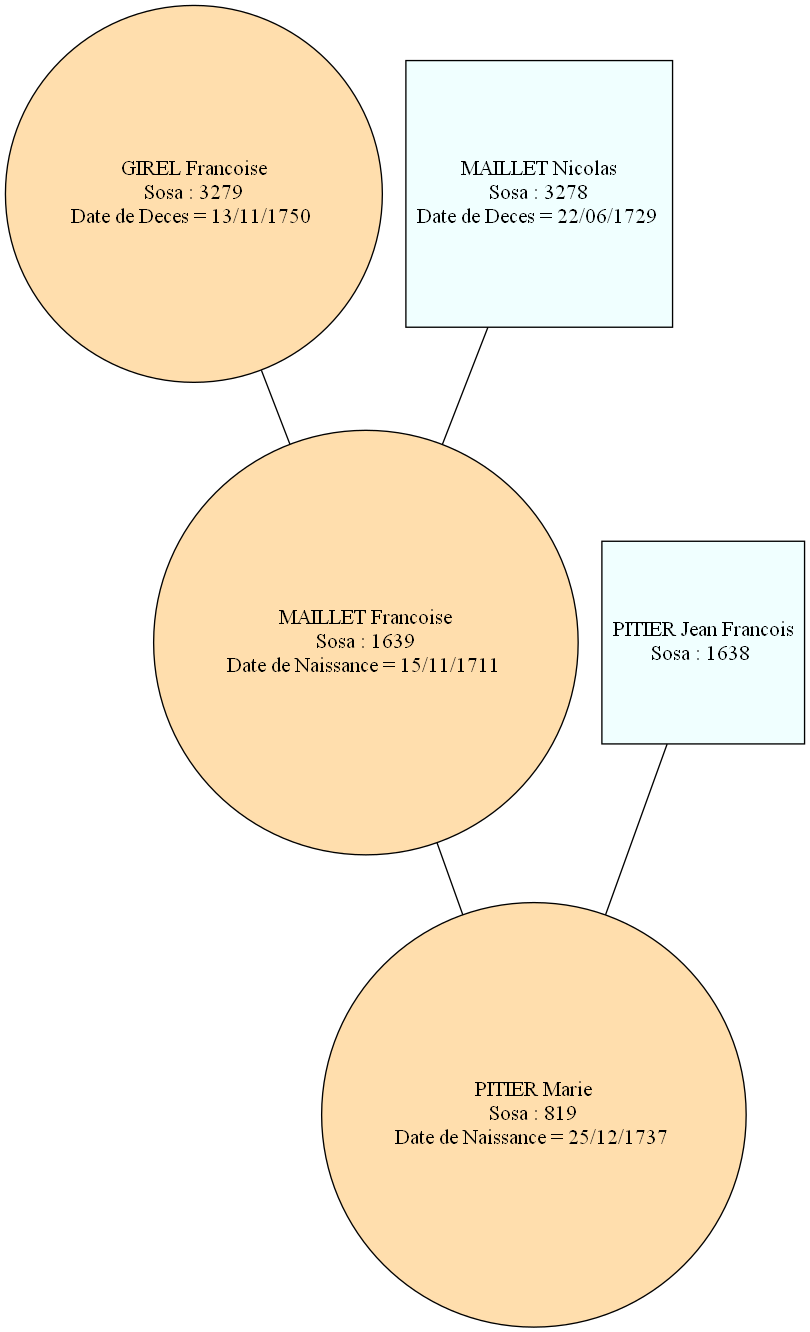 GIREL Francoise
Sosa : 3279
Date de Deces = 13/11/1750
MAILLET Nicolas
Sosa : 3278
Date de Deces = 22/06/1729
MAILLET Francoise
Sosa : 1639
Date de Naissance = 15/11/1711
PITIER Jean Francois
Sosa : 1638
PITIER Marie
Sosa : 819
Date de Naissance = 25/12/1737